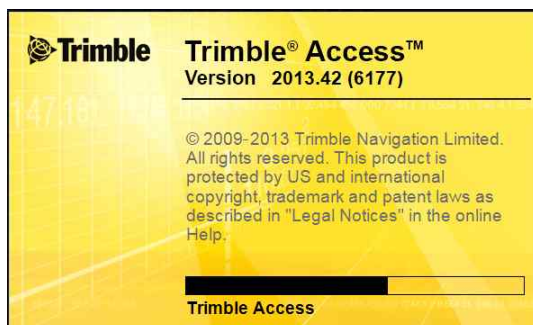 Trimble
Trimble® Access™
Version 2013.42 (6177)
© 2009-2013 Trimble Navigation Limited.
All rights reserved. This product is
protected by US and international
copyright, trademark and patent laws as
described in "Legal Notices" in the online
Help.
Trimble Access